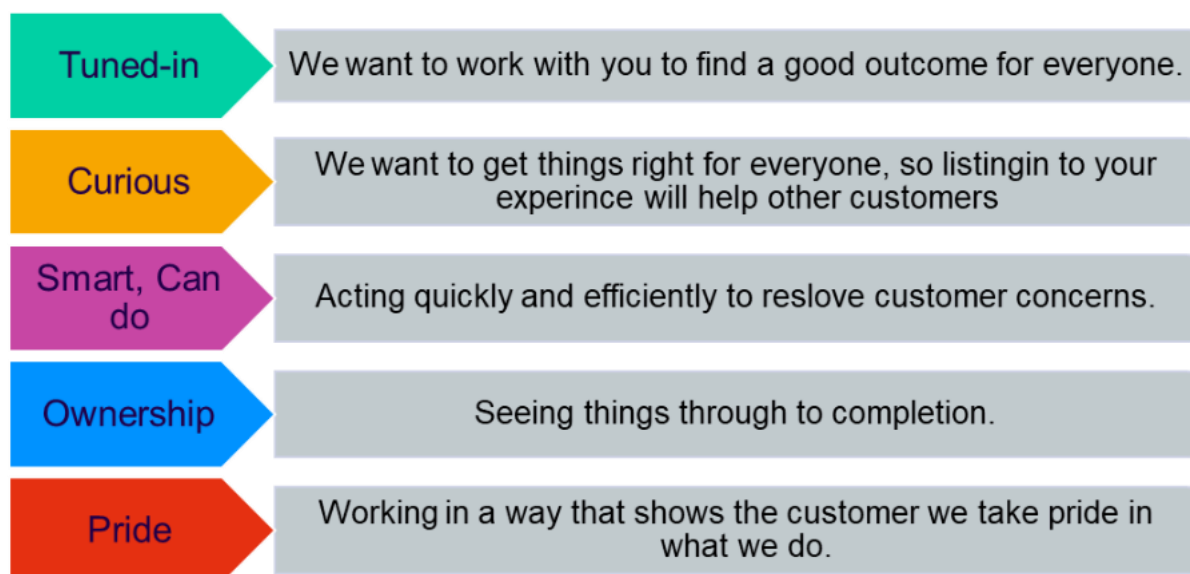 Tuned-in
We want to work with you to find a good outcome for everyone.
Curious
We want to get things right for everyone, so listingin to your
experince will help other customers
Smart, Can
do
Acting quickly and efficiently to reslove customer concerns.
Ownership
Seeing things through to completion.
Pride
Working in a way that shows the customer we take pride in
what we do.